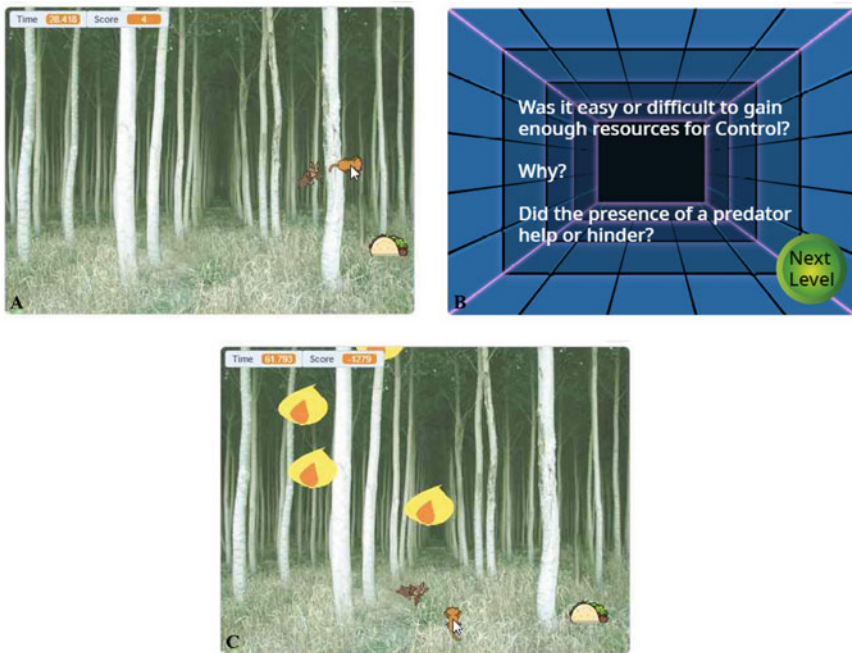 Time 28.418 Score 4
A
Was it easy or difficult to gain
enough resources for Control?
Why?
Did the presence of a predator
help or hinder?
Next
Level
B
Time 61.793 Score -1279
C